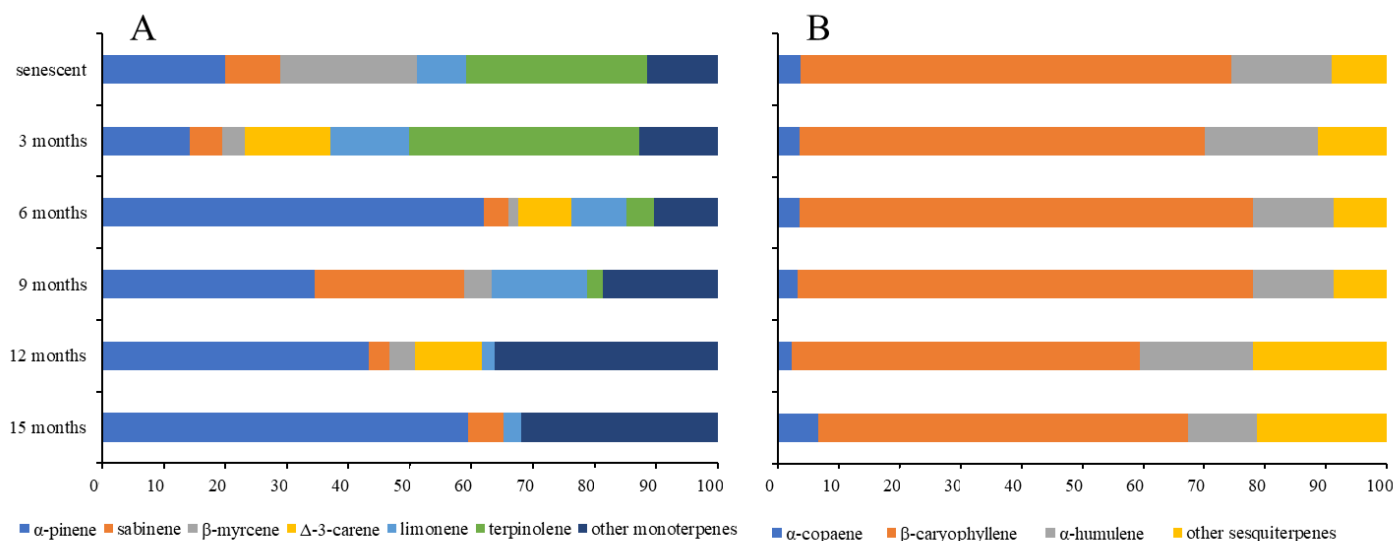 A B
senescent
3 months
6 months
9 months
12 months
15 months
0 10 20 30 40 50 60 70 80 90 100
0 10 20 30 40 50 60 70 80 90 100
α-pinene sabinene β-myrcene Δ-3-carene limonene terpinolene other monoterpenes
α-copaene β-caryophyllene α-humulene other sesquiterpenes